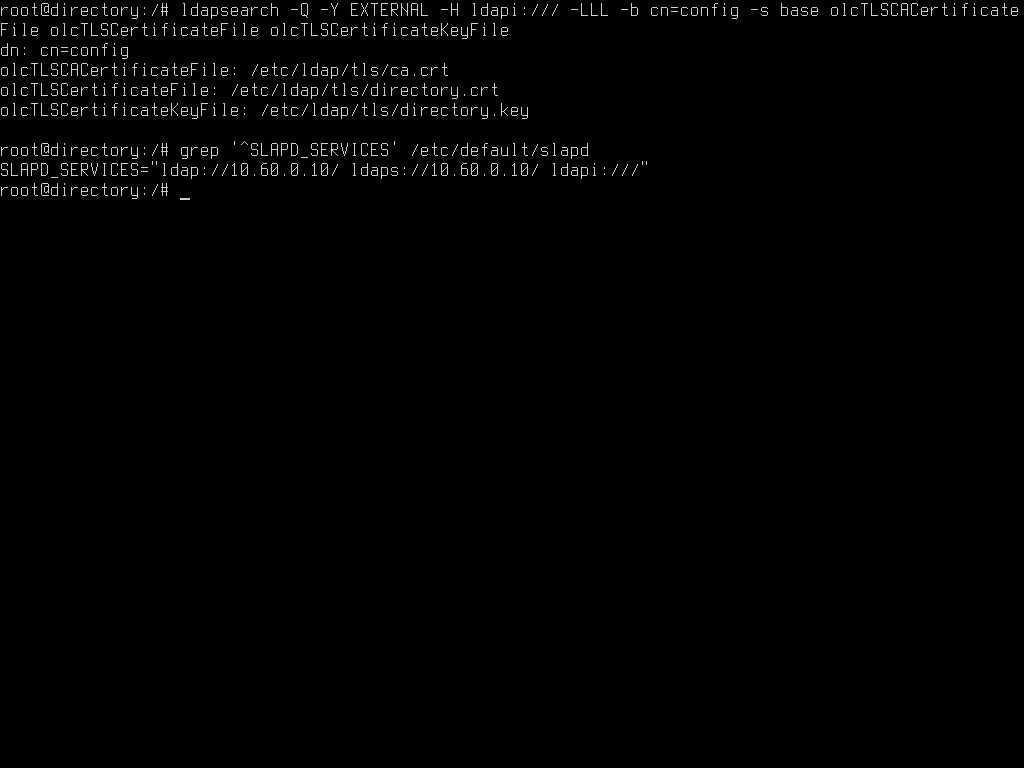 root@directory:/# ldapsearch -Q -Y EXTERNAL -H ldapi:/// -LLL -b cn=config -s base olcTLSCACertificate
File olcTLSCertificateFile olcTLSCertificateKeyFile
dn: cn=config
olcTLSCACertificateFile: /etc/ldap/tls/ca.crt
olcTLSCertificateFile: /etc/ldap/tls/directory.crt
olcTLSCertificateKeyFile: /etc/ldap/tls/directory.key

root@directory:/# grep '^SLAPD_SERVICES' /etc/default/slapd
SLAPD_SERVICES="ldap://10.60.0.10/ ldaps://10.60.0.10/ ldapi:///"
root@directory:/# _